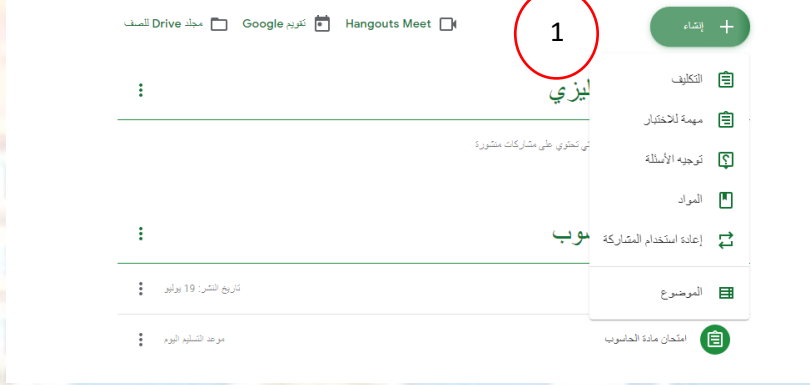 إنشاء
1
Hangouts Meet
تقويم Google
مجلد Drive للصف
التكليف
ليزي
مهمة للاختبار
تي تحتوي على مشاركات منشورة
توجيه الأسئلة
المواد
إعادة استخدام المشاركة
سوب
الموضوع
تاريخ النشر: 19 يوليو
امتحان مادة الحاسوب
موعد التسليم اليوم